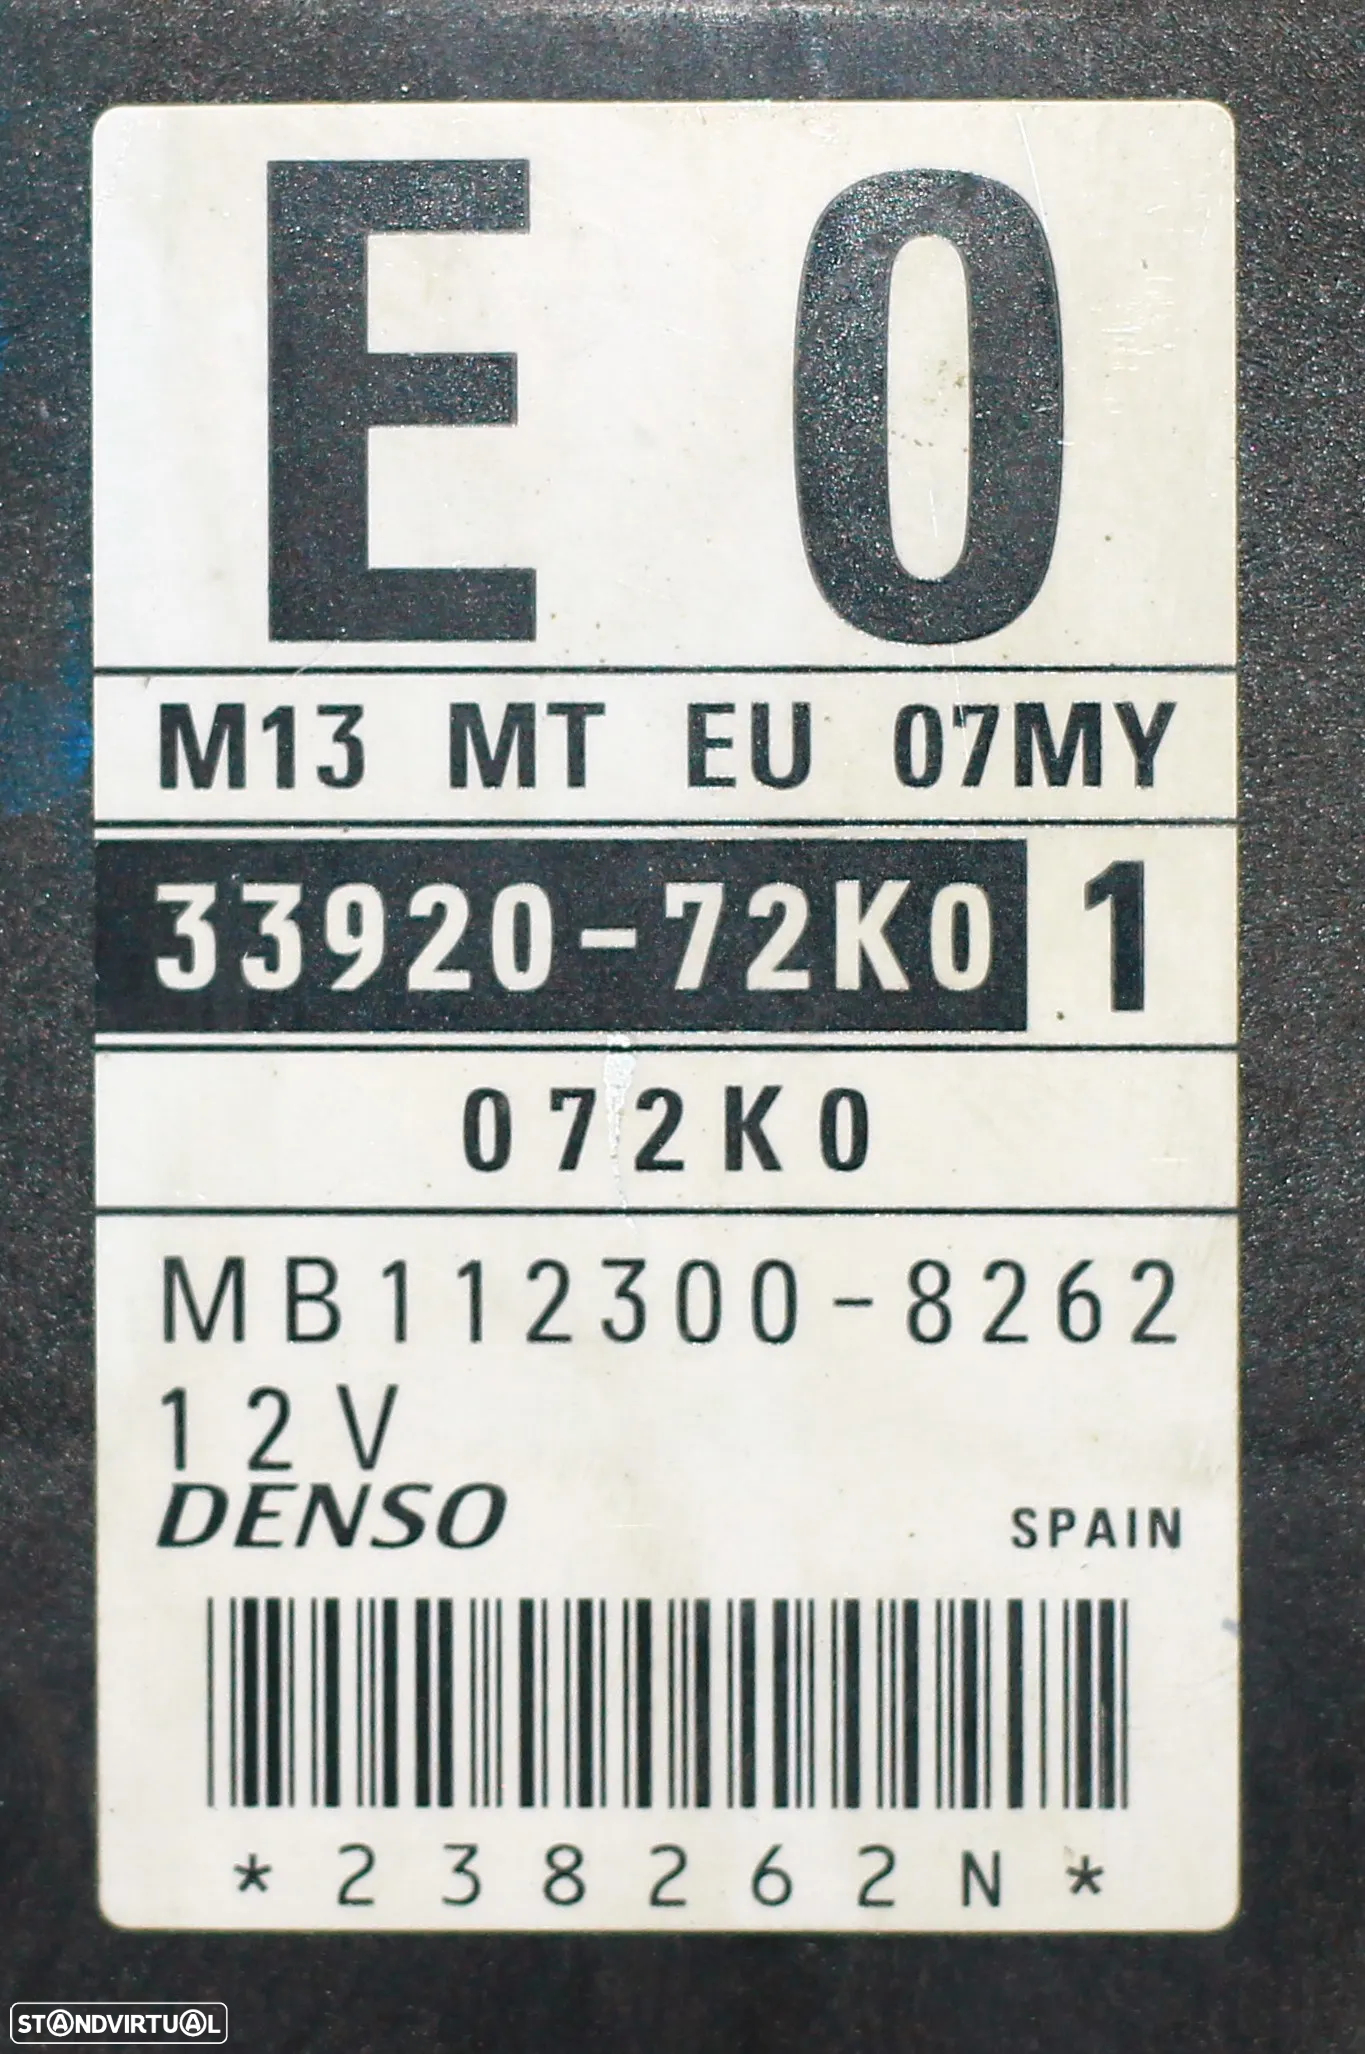 E 0
M13 MT EU 07MY
33920-72K0 1
072K0
MB112300-8262
12V
DENSO SPAIN
*238262N*
STANDVIRTUAL